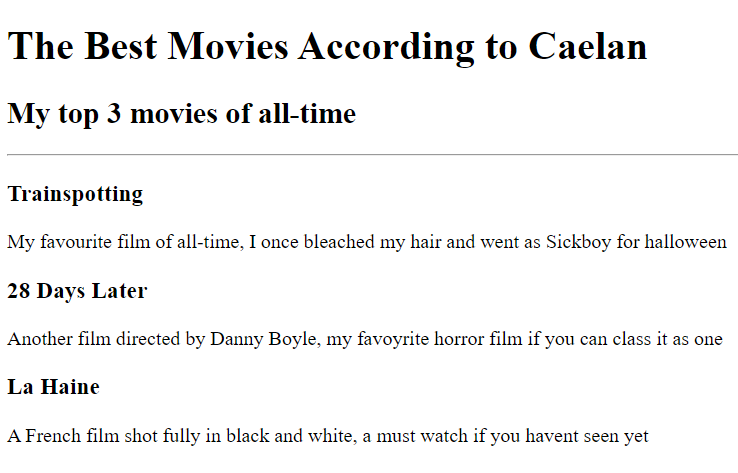 The Best Movies According to Caelan
My top 3 movies of all-time
Trainspotting
My favourite film of all-time, I once bleached my hair and went as Sickboy for halloween
28 Days Later
Another film directed by Danny Boyle, my favoyrite horror film if you can class it as one
La Haine
A French film shot fully in black and white, a must watch if you havent seen yet